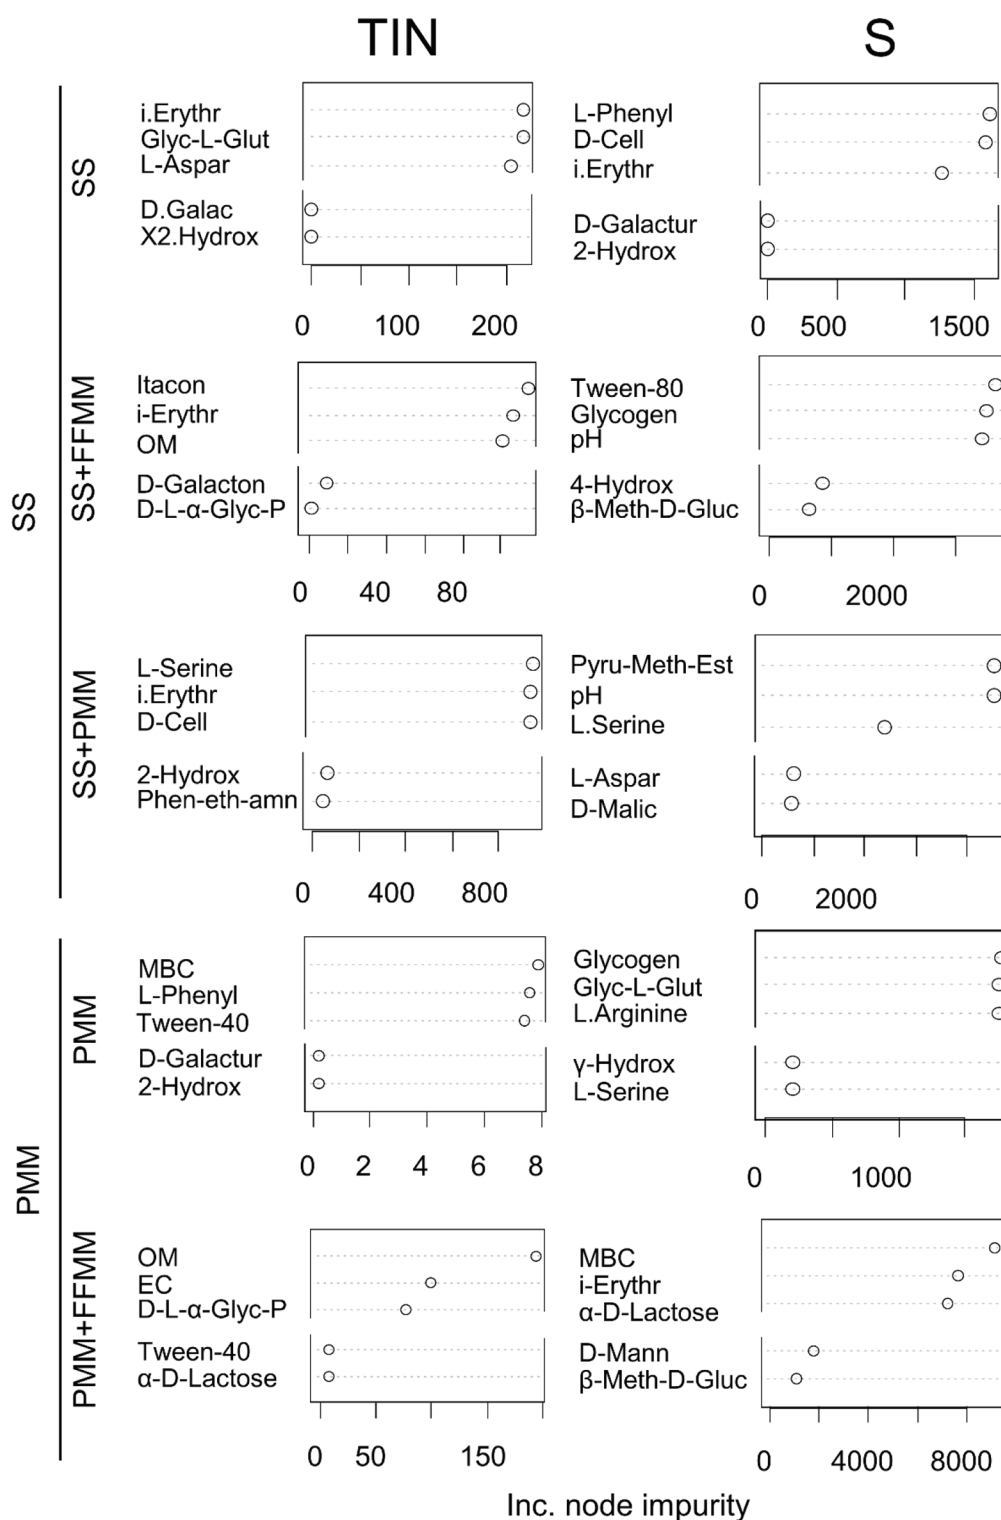 TIN
S
SS
SS
i.Erythr
Glyc-L-Glut
L-Aspar
D.Galac
X2.Hydrox
0 100 200
L-Phenyl
D-Cell
i.Erythr
D-Galactur
2-Hydrox
0 500 1500
SS+FFMM
Itacon
i-Erythr
OM
D-Galacton
D-L-α-Glyc-P
0 40 80
Tween-80
Glycogen
pH
4-Hydrox
β-Meth-D-Gluc
0 2000
SS+PMM
L-Serine
i.Erythr
D-Cell
2-Hydrox
Phen-eth-amn
0 400 800
Pyru-Meth-Est
pH
L.Serine
L-Aspar
D-Malic
0 2000
PMM
PMM
MBC
L-Phenyl
Tween-40
D-Galactur
2-Hydrox
0 2 4 6 8
Glycogen
Glyc-L-Glut
L.Arginine
γ-Hydrox
L-Serine
0 1000
PMM+FFMM
OM
EC
D-L-α-Glyc-P
Tween-40
α-D-Lactose
0 50 150
MBC
i-Erythr
α-D-Lactose
D-Mann
β-Meth-D-Gluc
0 4000 8000
Inc. node impurity